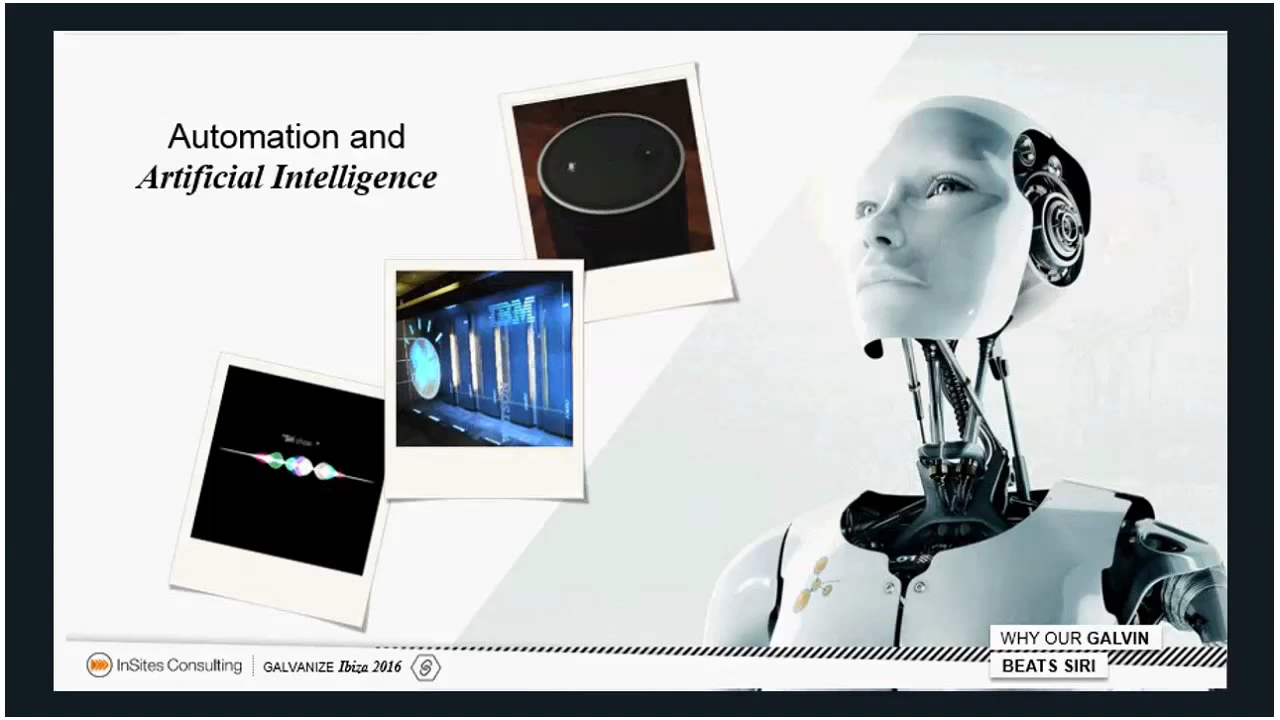 Automation and
Artificial Intelligence
IBM
InSites Consulting
GALVANIZE Ibiza 2016
WHY OUR GALVIN
BEATS SIRI